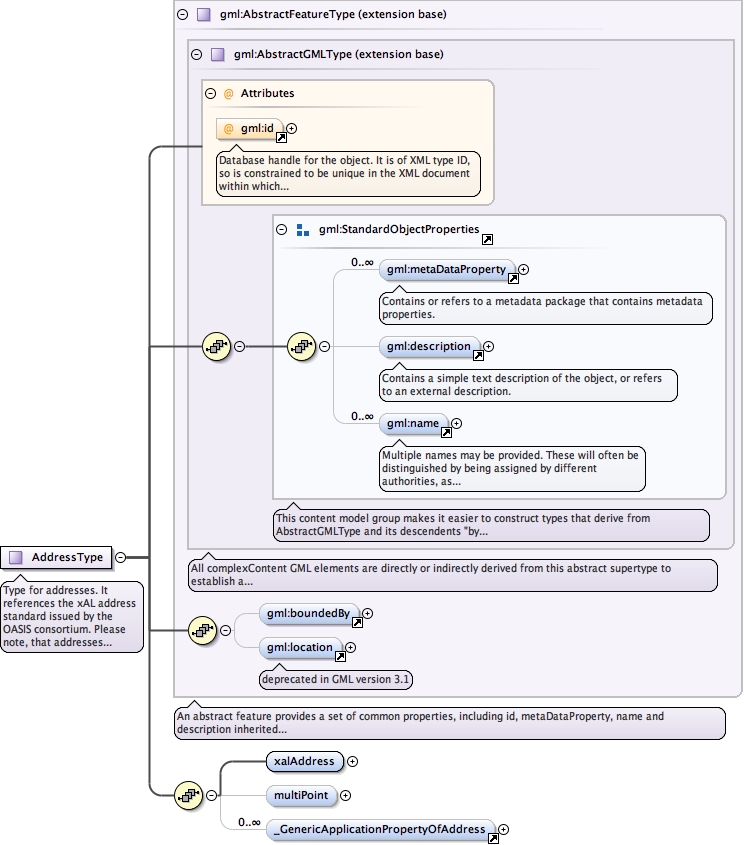 gml:AbstractFeatureType (extension base)
gml:AbstractGMLType (extension base)
@ Attributes
@ gml:id
Database handle for the object. It is of XML type ID,
so is constrained to be unique in the XML document
within which...
gml:StandardObjectProperties
0..∞
gml:metaDataProperty
Contains or refers to a metadata package that contains metadata
properties.
gml:description
Contains a simple text description of the object, or refers
to an external description.
0..∞
gml:name
Multiple names may be provided. These will often be
distinguished by being assigned by different
authorities, as...
This content model group makes it easier to construct types that derive from
AbstractGMLType and its descendents "by...
All complexContent GML elements are directly or indirectly derived from this abstract supertype to
establish a...
AddressType
Type for addresses. It
references the xAL address
standard issued by the
OASIS consortium. Please
note, that addresses...
gml:boundedBy
gml:location
deprecated in GML version 3.1
An abstract feature provides a set of common properties, including id, metaDataProperty, name and
description inherited...
xalAddress
multiPoint
0..∞
_GenericApplicationPropertyOfAddress